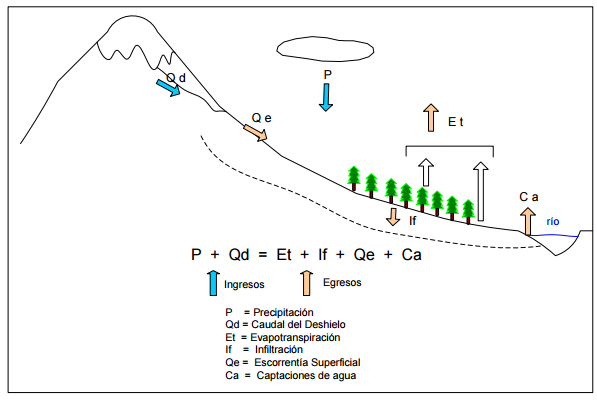 Q d
P
Q e
E t
C a
río
If
P + Qd = Et + If + Qe + Ca
Ingresos
Egresos
P = Precipitación
Qd = Caudal del Deshielo
Et = Evapotranspiración
If = Infiltración
Qe = Escorrentía Superficial
Ca = Captaciones de agua